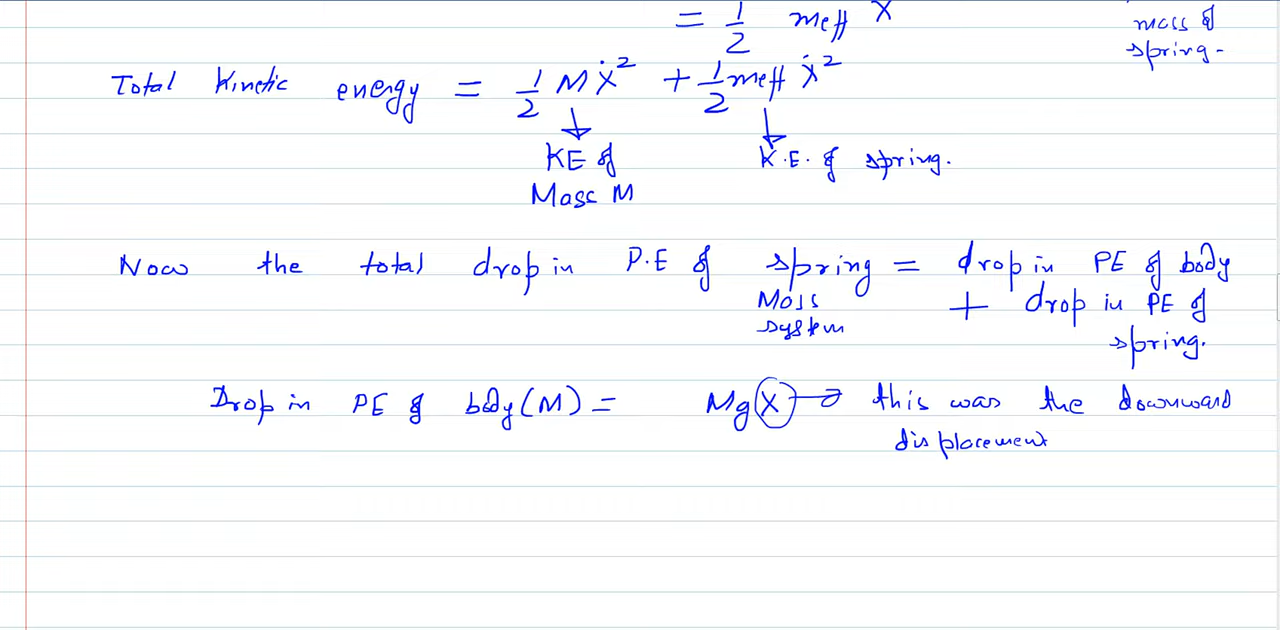 = 1/2 meff Ẋ
mass of
spring-
Total Kinetic energy = 1/2 MẊ² + 1/2 meff Ẋ²
KE of K.E. of spring.
Mass M
Now the total drop in P.E of spring = drop in PE of body
Mass + drop in PE of
system spring.
Drop in PE of body(M) = Mg(X) → this was the downward
displacement